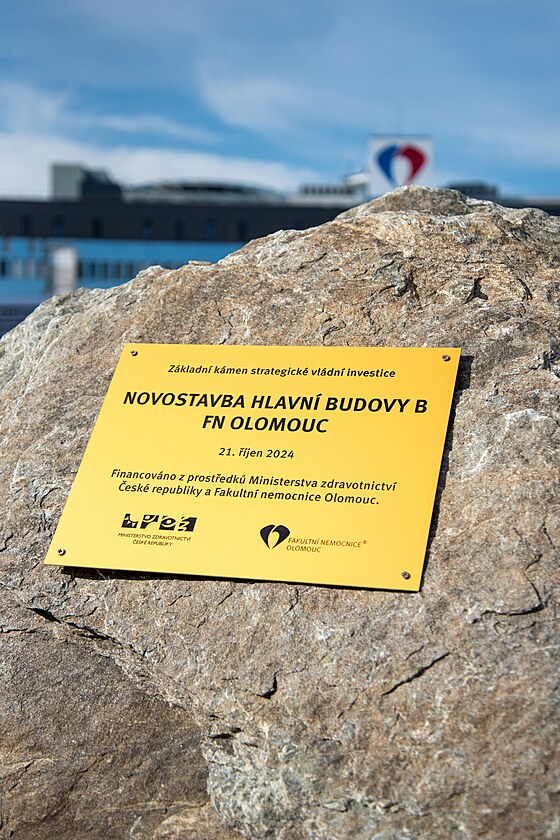 Základní kámen strategické vládní investice
NOVOSTAVBA HLAVNÍ BUDOVY B
FN OLOMOUC
21. říjen 2024
Financováno z prostředků Ministerstva zdravotnictví
České republiky a Fakultní nemocnice Olomouc.
MINISTERSTVO ZDRAVOTNICTVÍ
ČESKÉ REPUBLIKY
FAKULTNÍ NEMOCNICE®
OLOMOUC